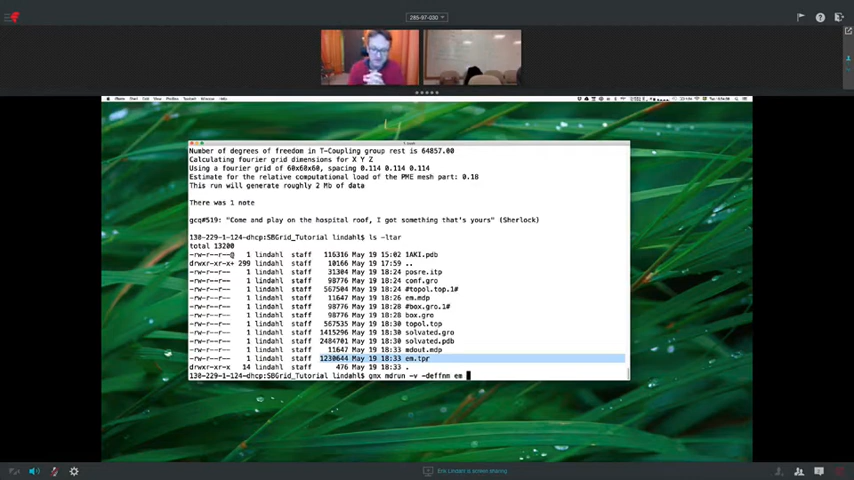 285-97-030
Number of degrees of freedom in T-Coupling group rest is 64857.00
Calculating fourier grid dimensions for X Y Z
Using a fourier grid of 60x60x60, spacing 0.114 0.114 0.114
Estimate for the relative computational load of the PME mesh part: 0.18
This run will generate roughly 2 Mb of data
There was 1 note
gcq#519: "Come and play on the hospital roof, I got something that's yours" (Sherlock)
130-229-1-124-dhcp:SBGrid_Tutorial lindahl$ ls -ltar
total 13200
-rw-r--r--@ 1 lindahl staff 116316 May 19 15:02 1AKI.pdb
drwxr-xr-x+ 299 lindahl staff 10166 May 19 17:59 ..
-rw-r--r-- 1 lindahl staff 31304 May 19 18:24 posre.itp
-rw-r--r-- 1 lindahl staff 98776 May 19 18:24 conf.gro
-rw-r--r-- 1 lindahl staff 567504 May 19 18:24 #topol.top.1#
-rw-r--r-- 1 lindahl staff 11647 May 19 18:26 em.mdp
-rw-r--r-- 1 lindahl staff 98776 May 19 18:28 #box.gro.1#
-rw-r--r-- 1 lindahl staff 98776 May 19 18:28 box.gro
-rw-r--r-- 1 lindahl staff 567535 May 19 18:30 topol.top
-rw-r--r-- 1 lindahl staff 1415296 May 19 18:30 solvated.gro
-rw-r--r-- 1 lindahl staff 2484701 May 19 18:30 solvated.pdb
-rw-r--r-- 1 lindahl staff 11647 May 19 18:33 mdout.mdp
-rw-r--r-- 1 lindahl staff 1230644 May 19 18:33 em.tpr
drwxr-xr-x 14 lindahl staff 476 May 19 18:33 .
130-229-1-124-dhcp:SBGrid_Tutorial lindahl$ gmx mdrun -v -deffnm em
Erik Lindahl's screen sharing